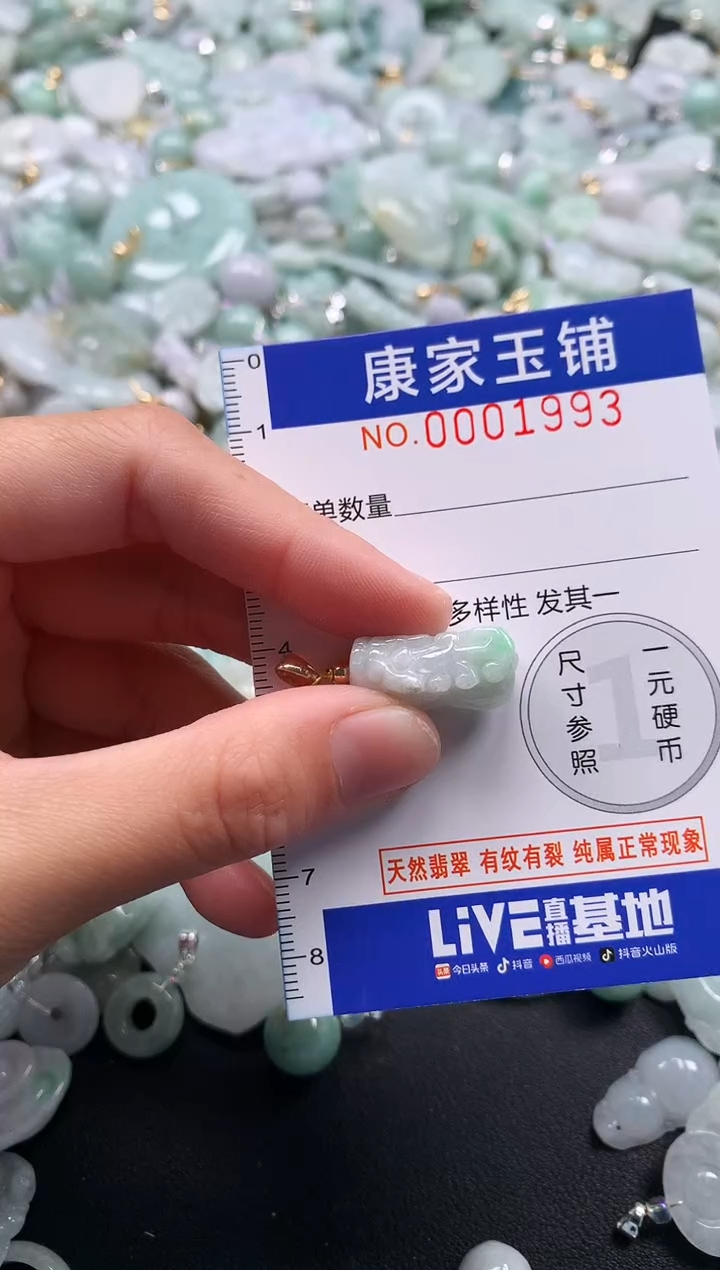 0
康家玉铺
1
NO.0001993
单数量
多样性 发其一
4
尺寸参照
一元硬币
1
天然翡翠 有纹有裂 纯属正常现象
7
LiVE直播基地
8
头条 今日头条 抖音 西瓜视频 抖音火山版